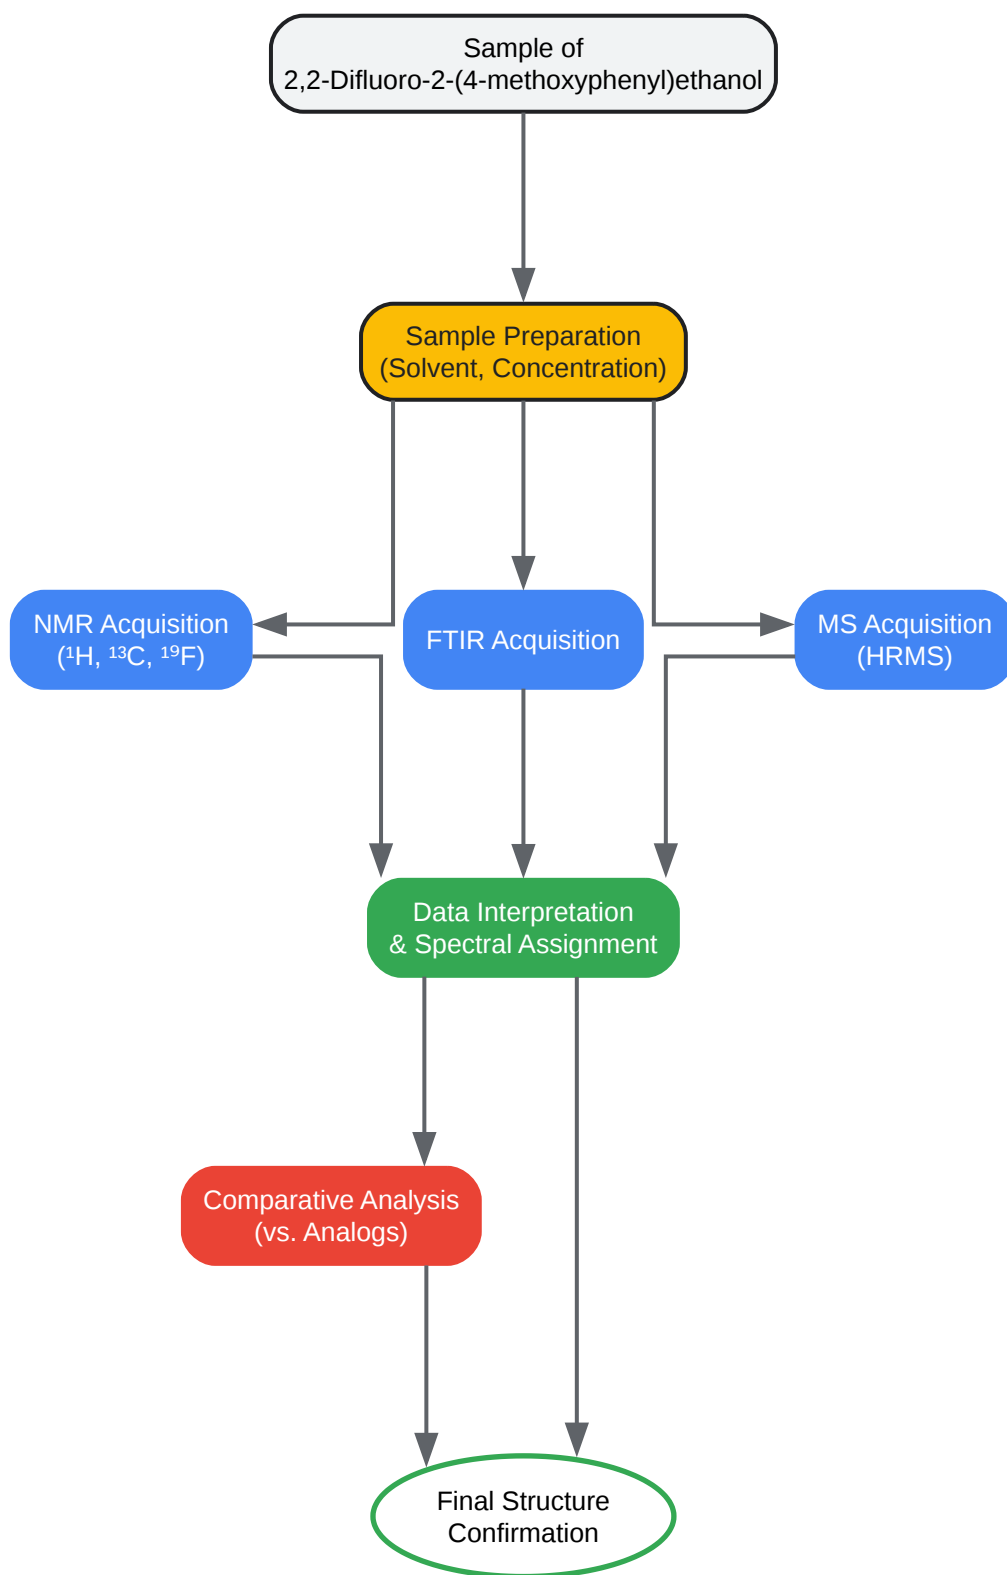 Sample of
2,2-Difluoro-2-(4-methoxyphenyl)ethanol
Sample Preparation
(Solvent, Concentration)
NMR Acquisition
(¹H, ¹³C, ¹⁹F)
FTIR Acquisition
MS Acquisition
(HRMS)
Data Interpretation
& Spectral Assignment
Comparative Analysis
(vs. Analogs)
Final Structure
Confirmation